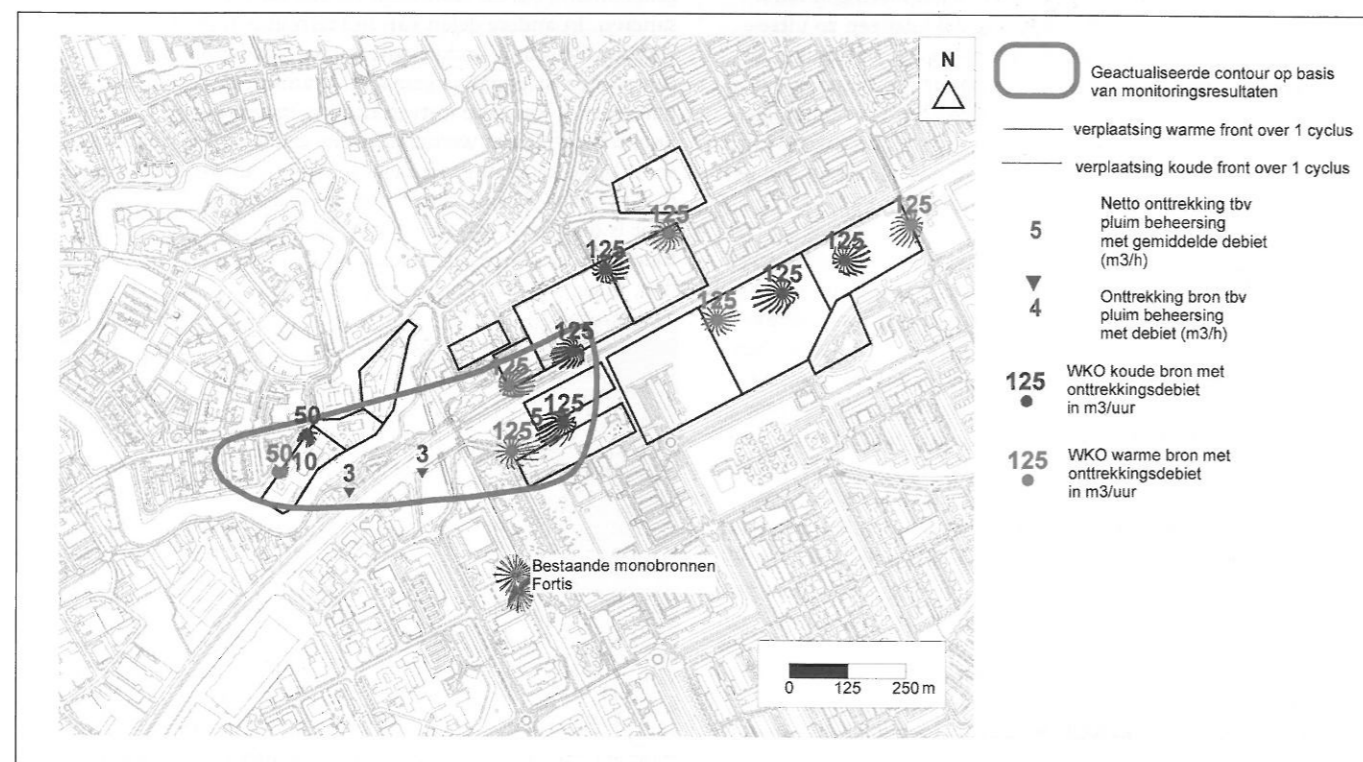 N
125
125
125
125
125
125
125
125
125
5
125
50
50
10
3
3
Bestaande monobronnen
Fortis
0 125 250 m
Geactualiseerde contour op basis
van monitoringsresultaten
verplaatsing warme front over 1 cyclus
verplaatsing koude front over 1 cyclus
5
Netto onttrekking tbv
pluim beheersing
met gemiddelde debiet
(m3/h)
4
Onttrekking bron tbv
pluim beheersing
met debiet (m3/h)
125
WKO koude bron met
onttrekkingsdebiet
in m3/uur
125
WKO warme bron met
onttrekkingsdebiet
in m3/uur